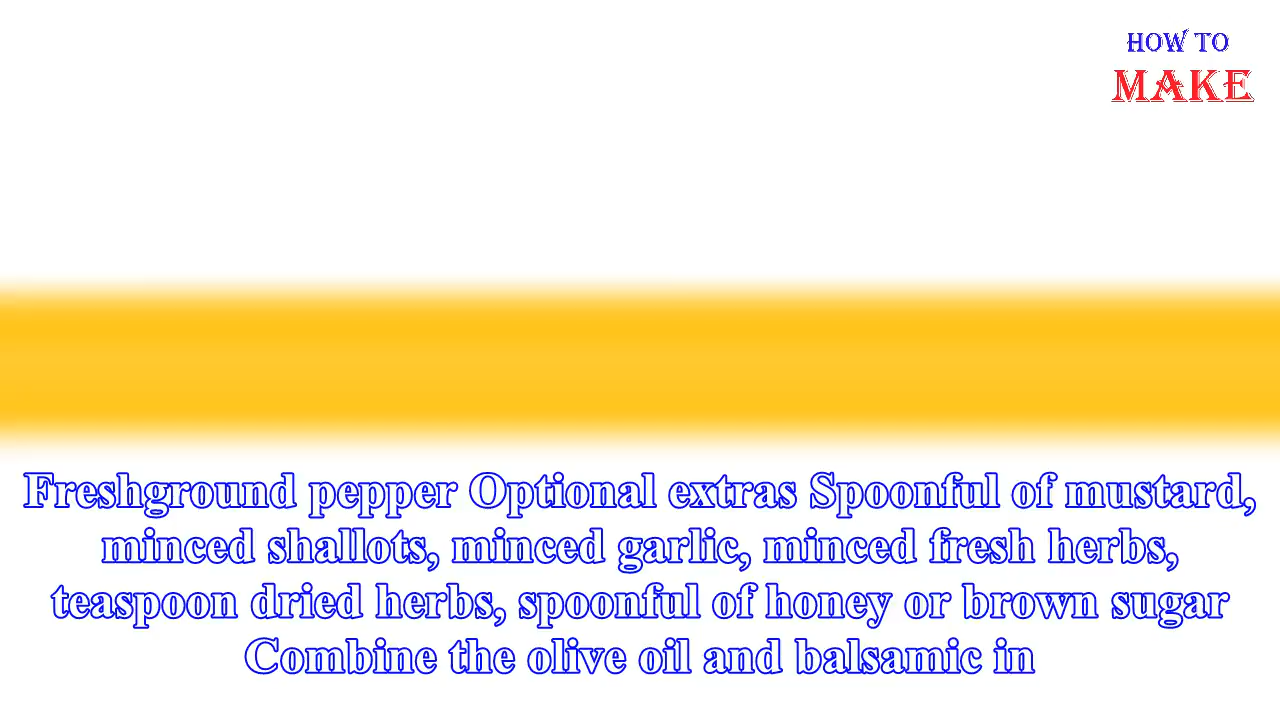 HOW TO
MAKE
Freshground pepper Optional extras Spoonful of mustard,
minced shallots, minced garlic, minced fresh herbs,
teaspoon dried herbs, spoonful of honey or brown sugar
Combine the olive oil and balsamic in